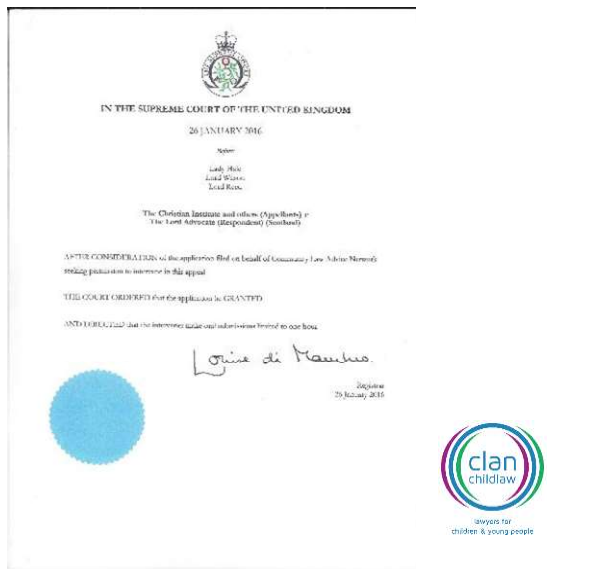 IN THE SUPREME COURT OF THE UNITED KINGDOM
26 JANUARY 2016
Before
Lady Hale
Lord Wilson
Lord Reed
The Christian Institute and others (Appellants) v
The Lord Advocate (Respondent) (Scotland)
AFTER CONSIDERATION of the application filed on behalf of Community Law Advice Network
seeking permission to intervene in this appeal
THE COURT ORDERED that the application be GRANTED
AND DIRECTED that the intervener make oral submissions limited to one hour
Louise di Mambro
Registrar
26 January 2016
clan
childlaw
lawyers for
children & young people